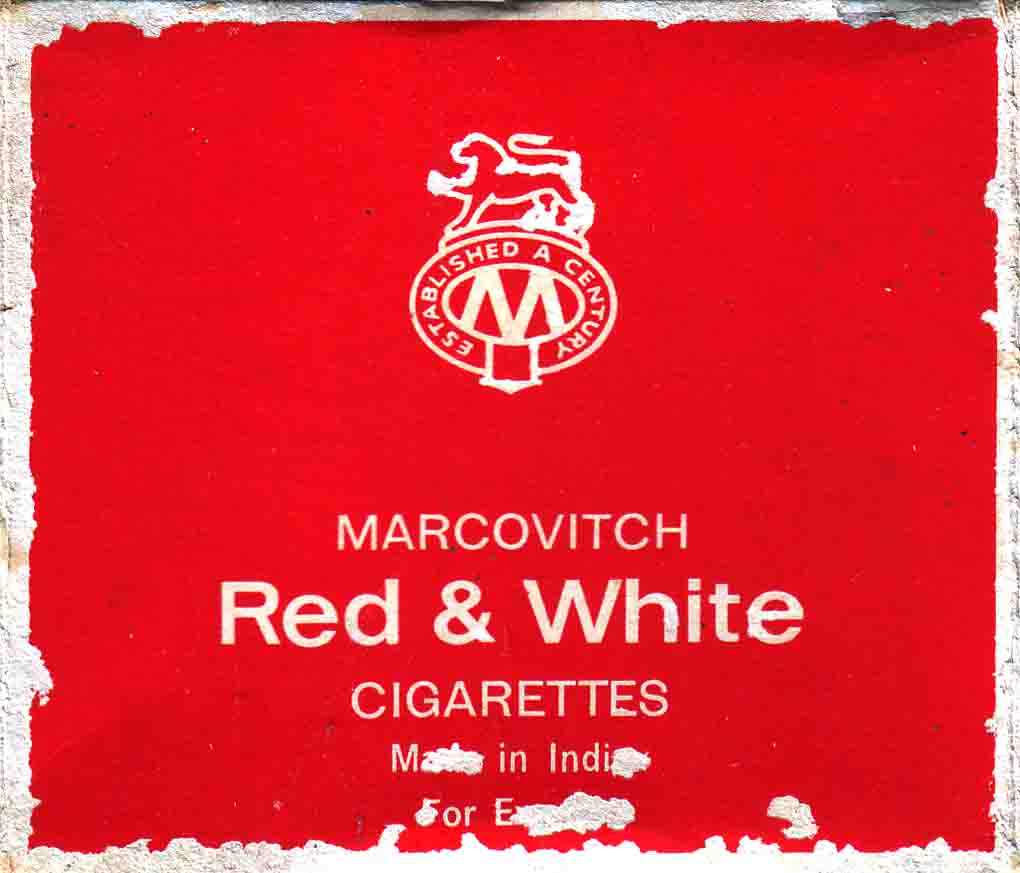 ESTABLISHED A CENTURY
M
MARCOVITCH
Red & White
CIGARETTES
in
For